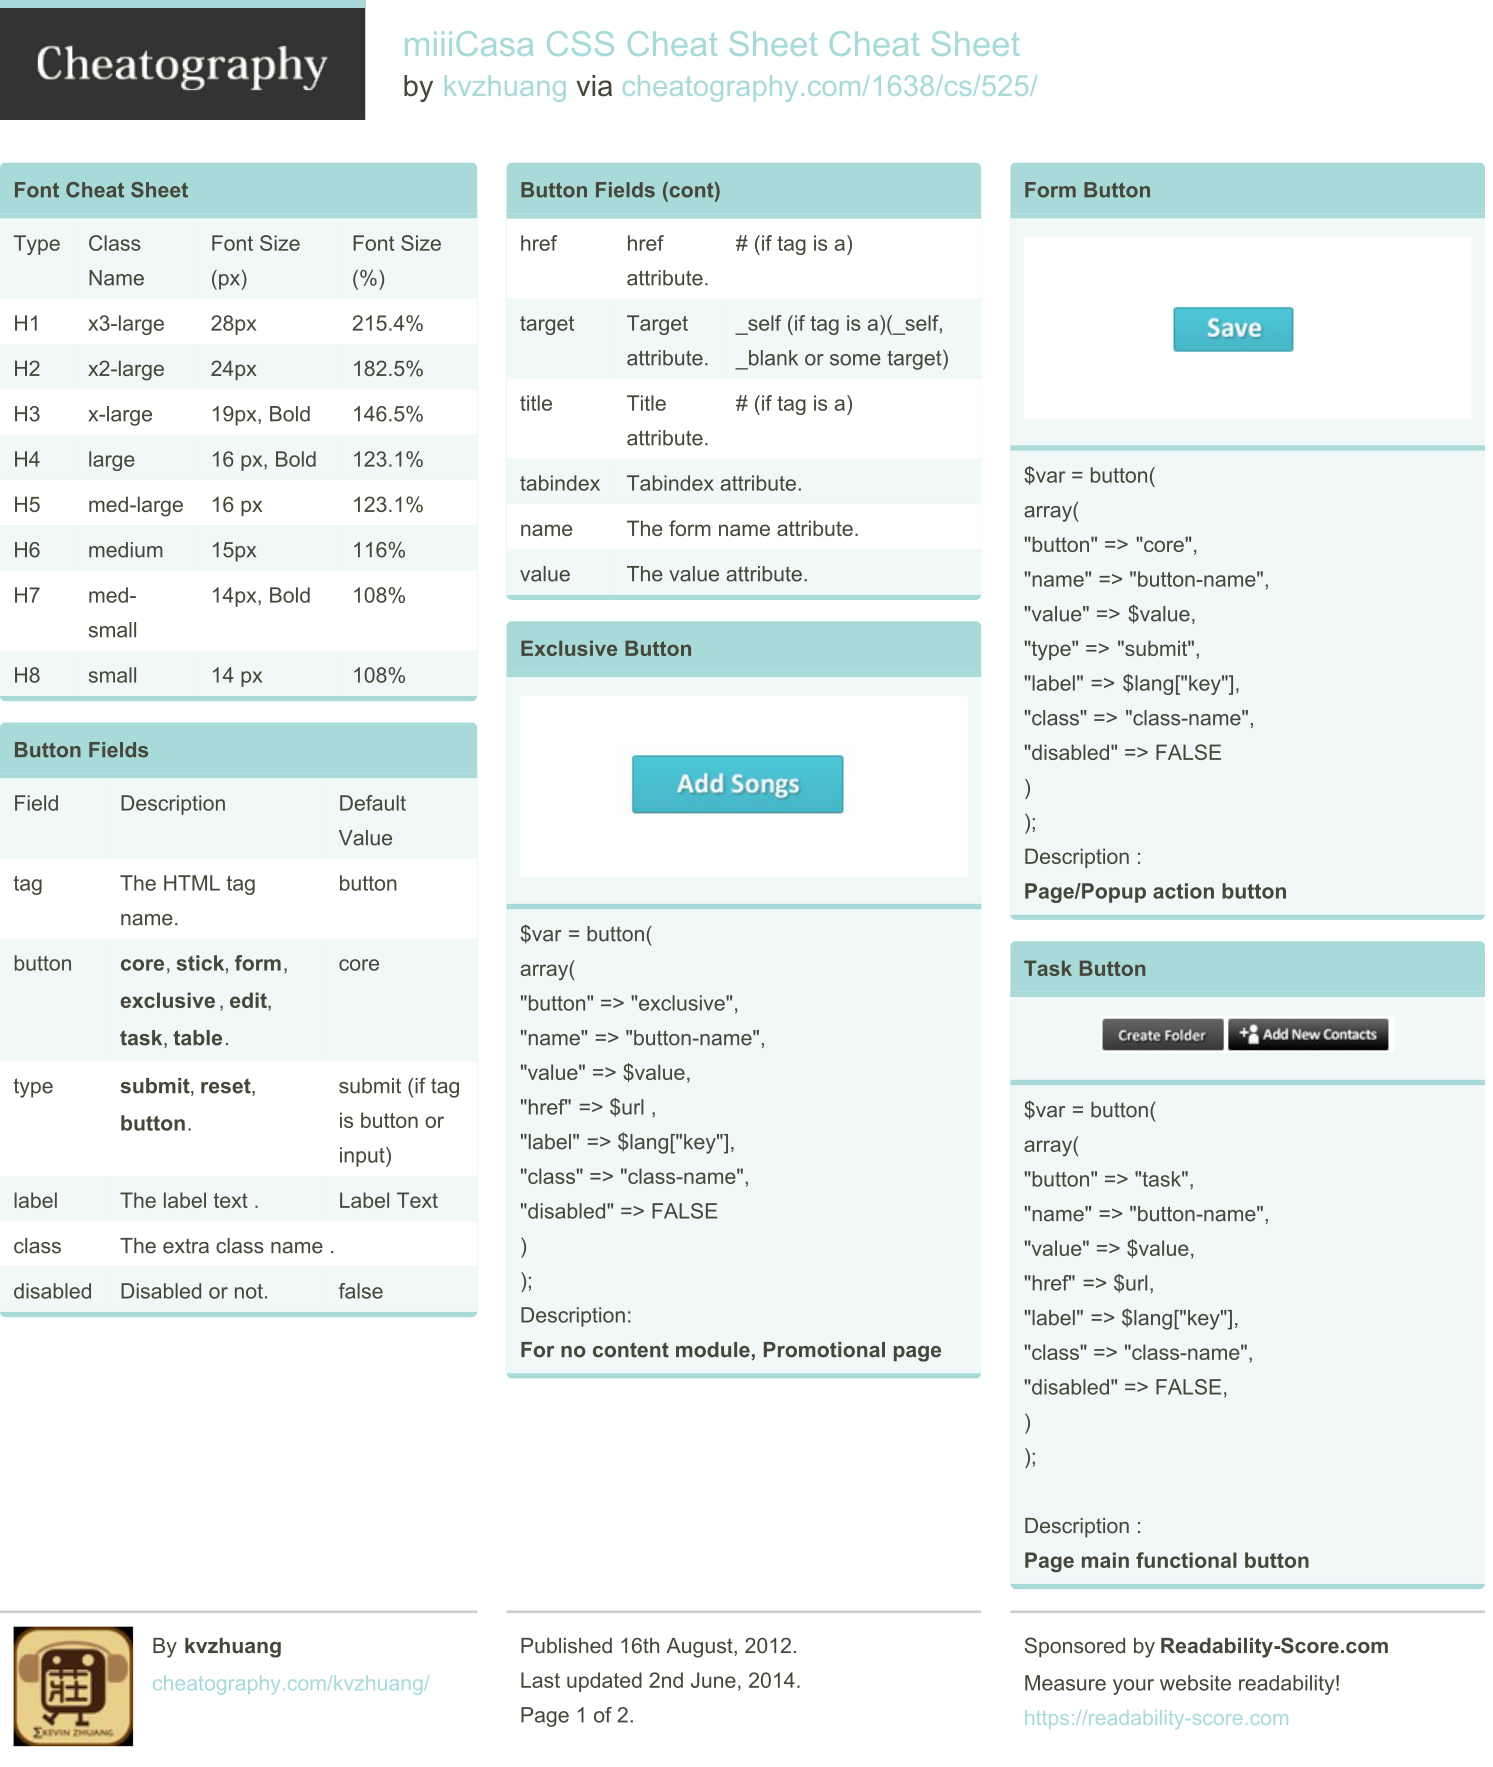 Cheatography
miiiCasa CSS Cheat Sheet Cheat Sheet
by kvzhuang via cheatography.com/1638/cs/525/
Font Cheat Sheet
Type Class Name Font Size (px) Font Size (%)
H1 x3-large 28px 215.4%
H2 x2-large 24px 182.5%
H3 x-large 19px, Bold 146.5%
H4 large 16 px, Bold 123.1%
H5 med-large 16 px 123.1%
H6 medium 15px 116%
H7 med-small 14px, Bold 108%
H8 small 14 px 108%
Button Fields
Field Description Default Value
tag The HTML tag name. button
button core, stick, form, exclusive , edit, task, table. core
type submit, reset, button. submit (if tag is button or input)
label The label text . Label Text
class The extra class name .
disabled Disabled or not. false
Button Fields (cont)
href href attribute. # (if tag is a)
target Target attribute. _self (if tag is a)(_self, _blank or some target)
title Title attribute. # (if tag is a)
tabindex Tabindex attribute.
name The form name attribute.
value The value attribute.
Exclusive Button
Add Songs
$var = button(
array(
"button" => "exclusive",
"name" => "button-name",
"value" => $value,
"href" => $url ,
"label" => $lang["key"],
"class" => "class-name",
"disabled" => FALSE
)
);
Description:
For no content module, Promotional page
Form Button
Save
$var = button(
array(
"button" => "core",
"name" => "button-name",
"value" => $value,
"type" => "submit",
"label" => $lang["key"],
"class" => "class-name",
"disabled" => FALSE
)
);
Description :
Page/Popup action button
Task Button
Create Folder Add New Contacts
$var = button(
array(
"button" => "task",
"name" => "button-name",
"value" => $value,
"href" => $url,
"label" => $lang["key"],
"class" => "class-name",
"disabled" => FALSE,
)
);
Description :
Page main functional button
莊
ΣKEVIN ZHUANG
By kvzhuang
cheatography.com/kvzhuang/
Published 16th August, 2012.
Last updated 2nd June, 2014.
Page 1 of 2.
Sponsored by Readability-Score.com
Measure your website readability!
https://readability-score.com